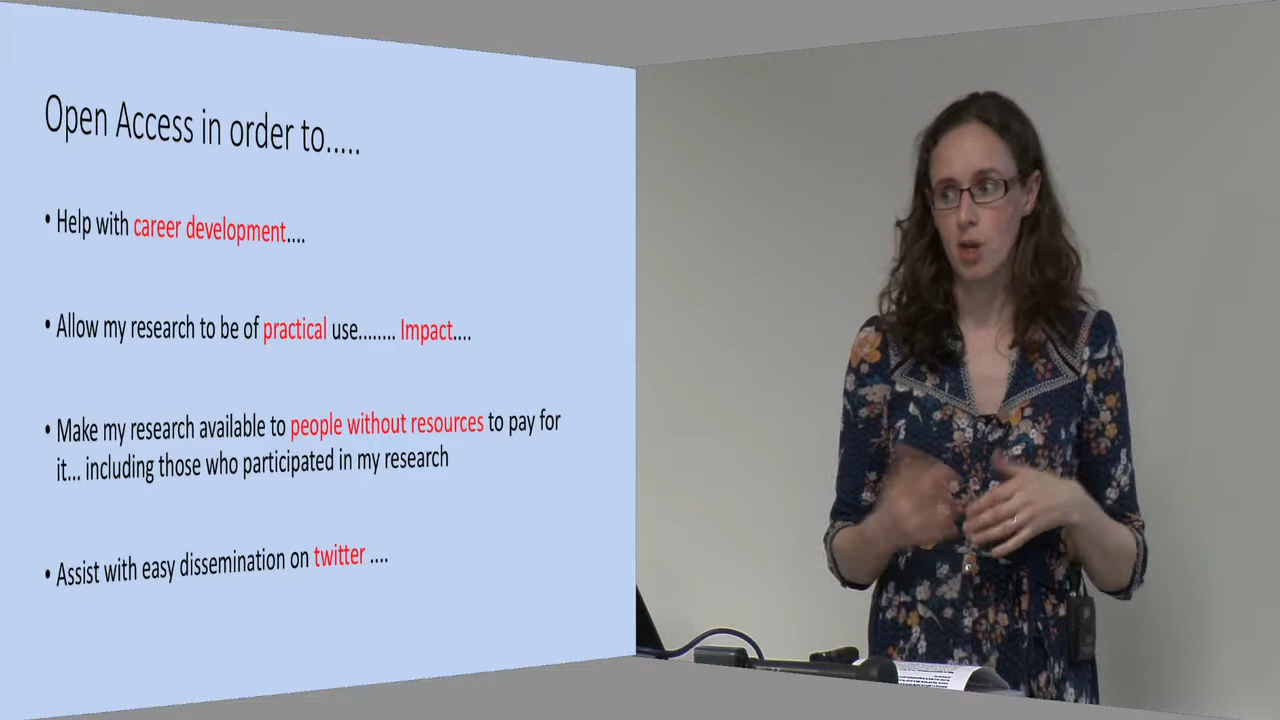 Open Access in order to.....
• Help with career development....
• Allow my research to be of practical use........ Impact....
• Make my research available to people without resources to pay for
it... including those who participated in my research
• Assist with easy dissemination on twitter ....